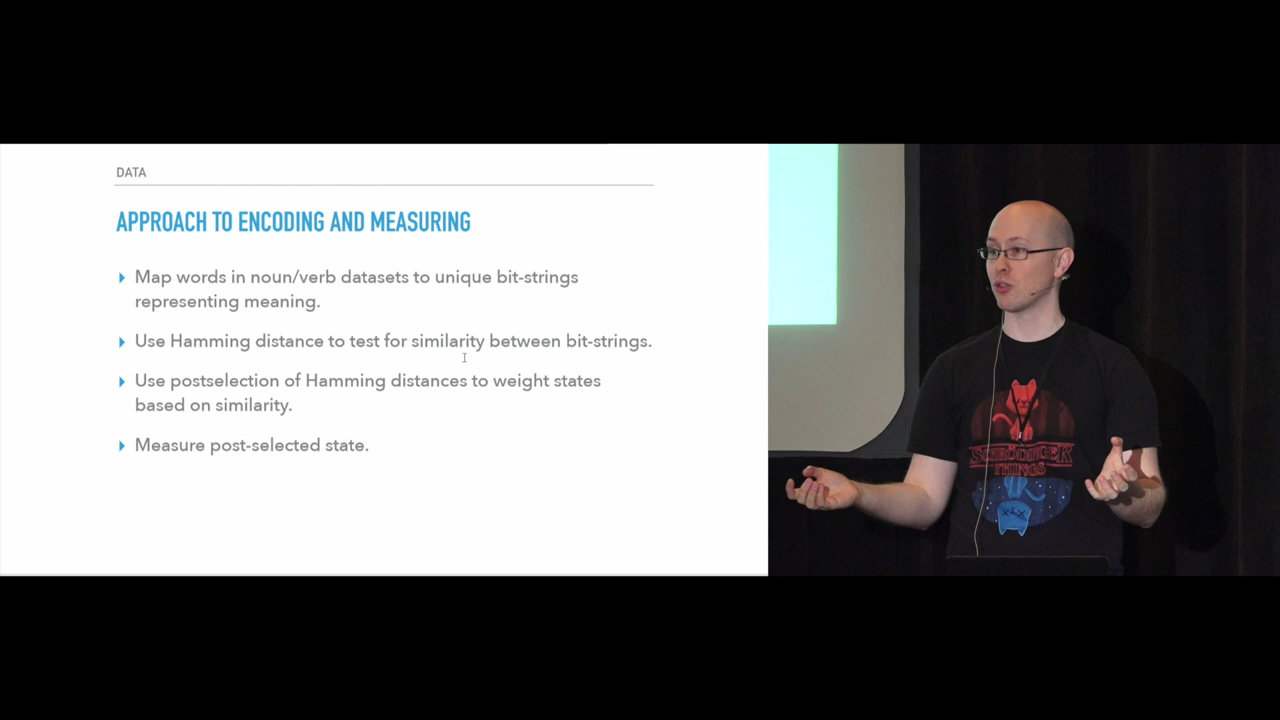 DATA
APPROACH TO ENCODING AND MEASURING
Map words in noun/verb datasets to unique bit-strings
representing meaning.
Use Hamming distance to test for similarity between bit-strings.
Use postselection of Hamming distances to weight states
based on similarity.
Measure post-selected state.
SCHRÖDINGER
THINGS